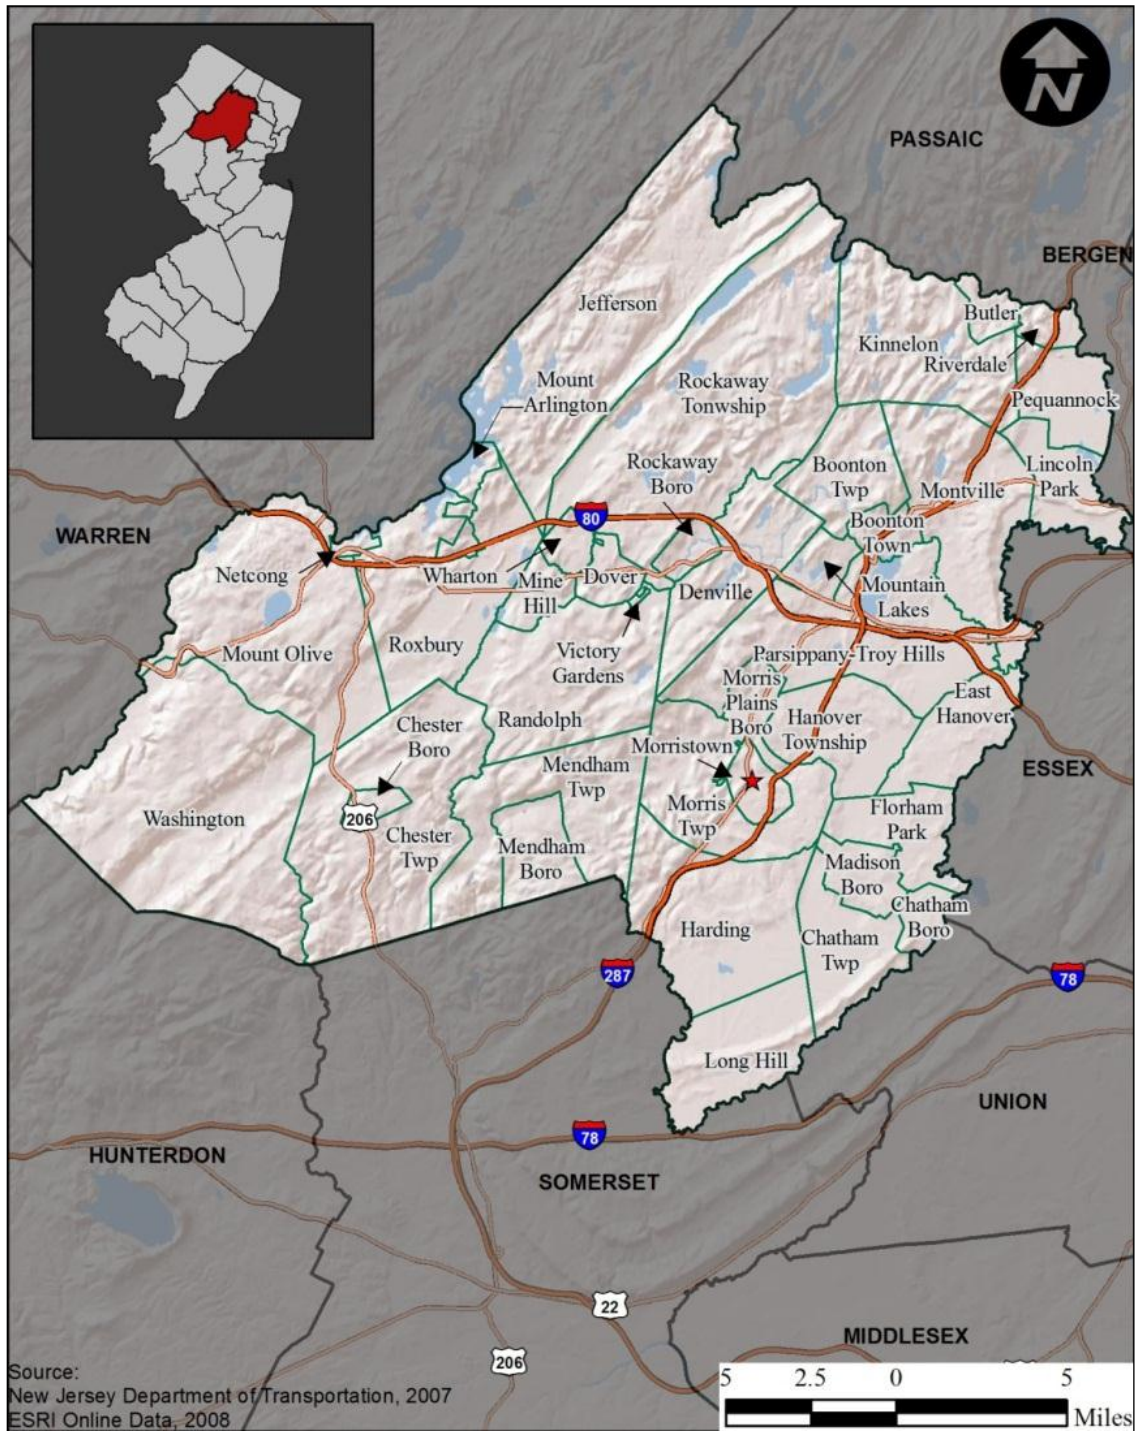 N
PASSAIC
BERGEN
Jefferson
Butler
Kinnelon
Riverdale
Mount
Arlington
Rockaway
Tonwship
Pequannock
Rockaway
Boro
Boonton
Twp
Lincoln
Park
Montville
80
WARREN
Boonton
Town
Netcong
Wharton
Mine
Hill
Dover
Denville
Mountain
Lakes
Mount Olive
Roxbury
Victory
Gardens
Parsippany-Troy Hills
Morris
Plains
Boro
East
Hanover
Chester
Boro
Randolph
Hanover
Township
Morristown
Mendham
Twp
ESSEX
Washington
206
Chester
Twp
Morris
Twp
Florham
Park
Mendham
Boro
Madison
Boro
Chatham
Boro
Harding
Chatham
Twp
287
78
Long Hill
UNION
78
HUNTERDON
SOMERSET
22
MIDDLESEX
206
Source:
New Jersey Department of Transportation, 2007
ESRI Online Data, 2008
5 2.5 0 5
Miles